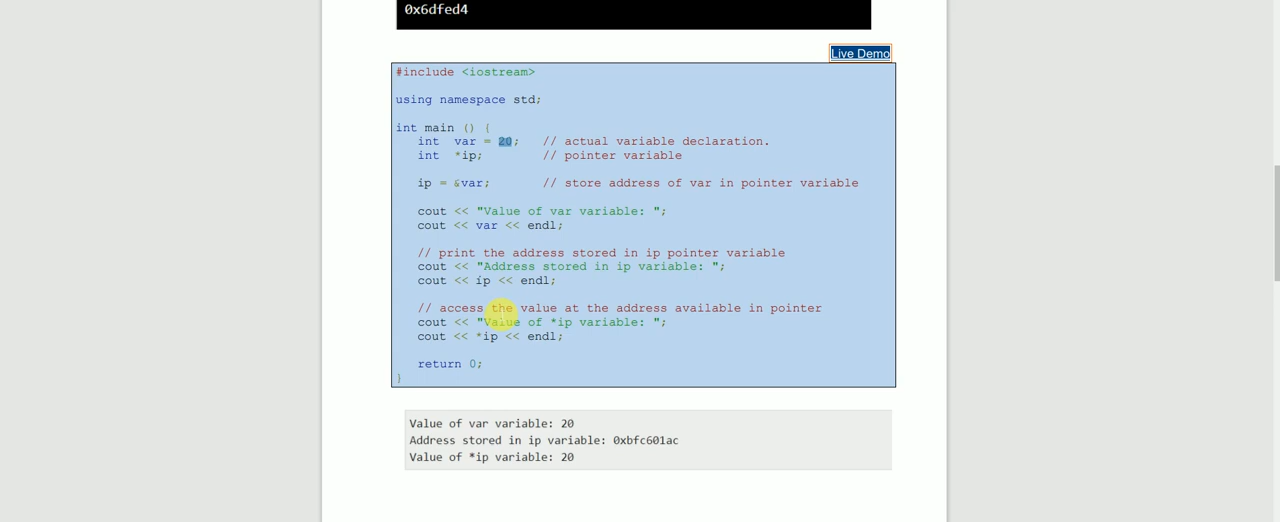 0x6dfed4
Live Demo
#include <iostream>
using namespace std;
int main () {
int  var = 20;   // actual variable declaration.
int  *ip;        // pointer variable
ip = &var;       // store address of var in pointer variable
cout << "Value of var variable: ";
cout << var << endl;
// print the address stored in ip pointer variable
cout << "Address stored in ip variable: ";
cout << ip << endl;
// access the value at the address available in pointer
cout << "Value of *ip variable: ";
cout << *ip << endl;
return 0;
}
Value of var variable: 20
Address stored in ip variable: 0xbfc601ac
Value of *ip variable: 20